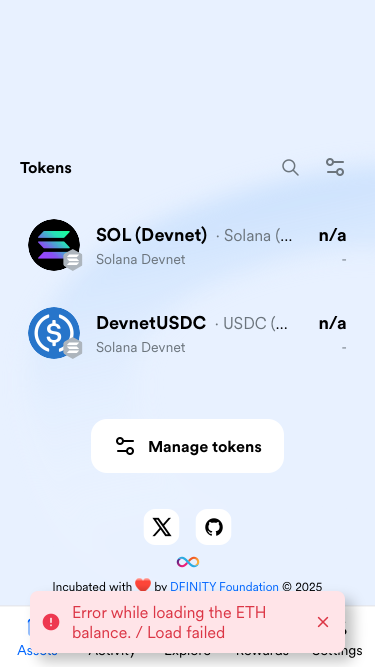 Tokens
SOL (Devnet) · Solana (... n/a
Solana Devnet -
DevnetUSDC · USDC (... n/a
Solana Devnet -
Manage tokens
Incubated with ❤️ by DFINITY Foundation © 2025
Error while loading the ETH
balance. / Load failed
Assets Activity Explore Rewards Settings